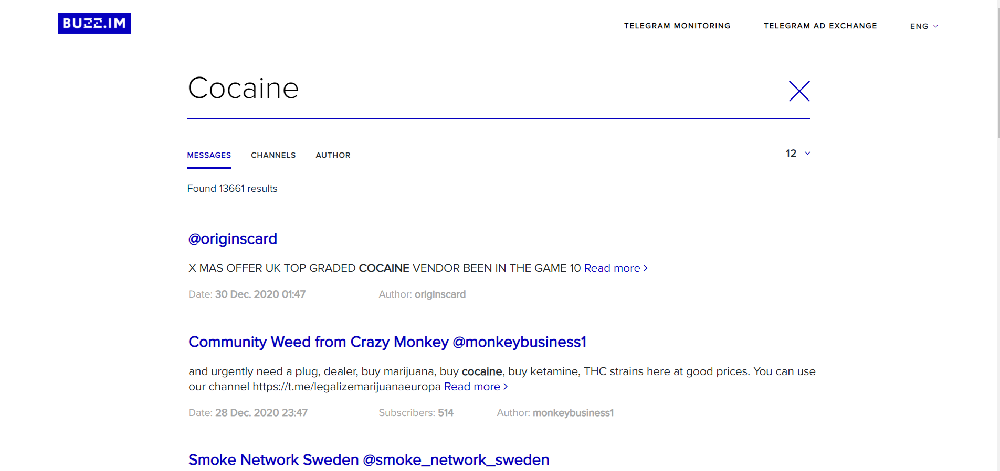 BUZZ.IM
TELEGRAM MONITORING
TELEGRAM AD EXCHANGE
ENG
Cocaine
MESSAGES
CHANNELS
AUTHOR
12
Found 13661 results
@originscard
X MAS OFFER UK TOP GRADED COCAINE VENDOR BEEN IN THE GAME 10 Read more >
Date: 30 Dec. 2020 01:47
Author: originscard
Community Weed from Crazy Monkey @monkeybusiness1
and urgently need a plug, dealer, buy marijuana, buy cocaine, buy ketamine, THC strains here at good prices. You can use
our channel https://t.me/legalizemarijuanaeuropa Read more >
Date: 28 Dec. 2020 23:47
Subscribers: 514
Author: monkeybusiness1
Smoke Network Sweden @smoke_network_sweden